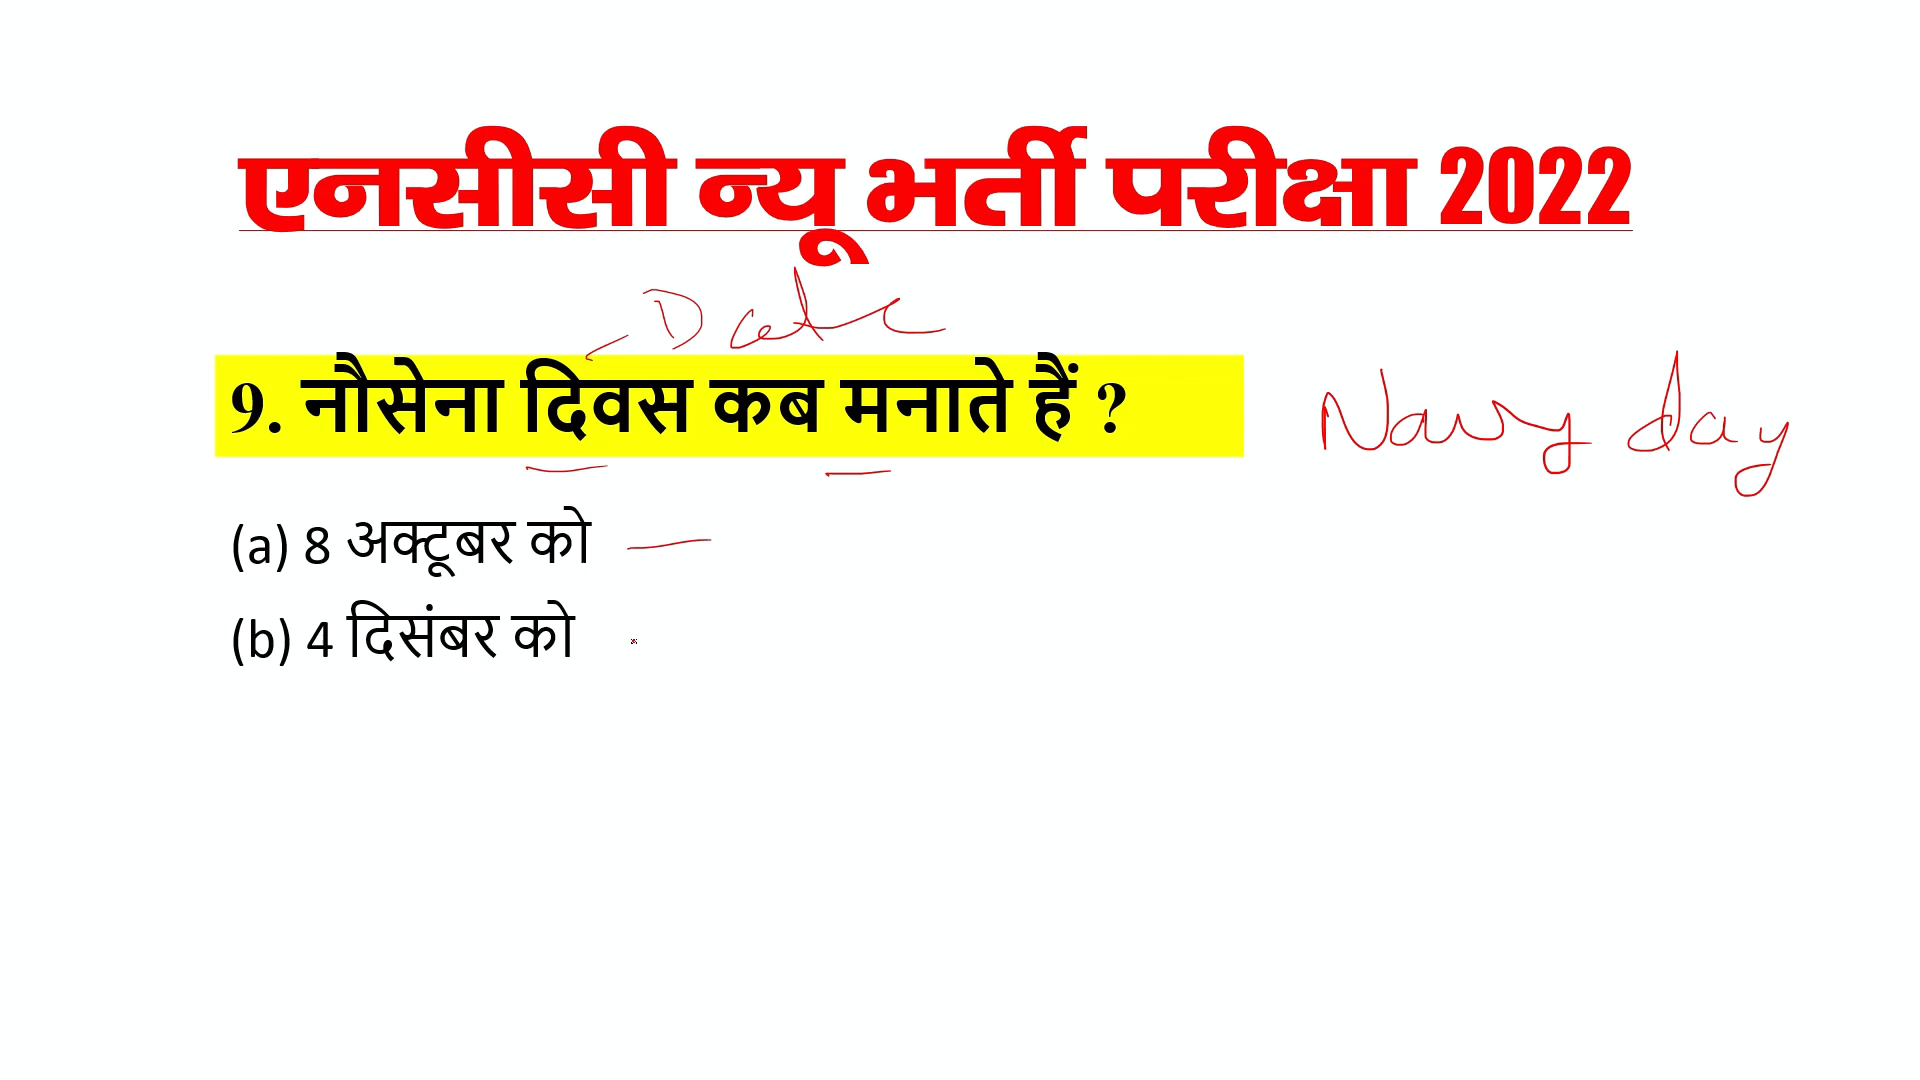 एनसीसी न्यू भर्ती परीक्षा 2022
Date
9. नौसेना दिवस कब मनाते हैं ?
Navy day
(a) 8 अक्टूबर को
(b) 4 दिसंबर को